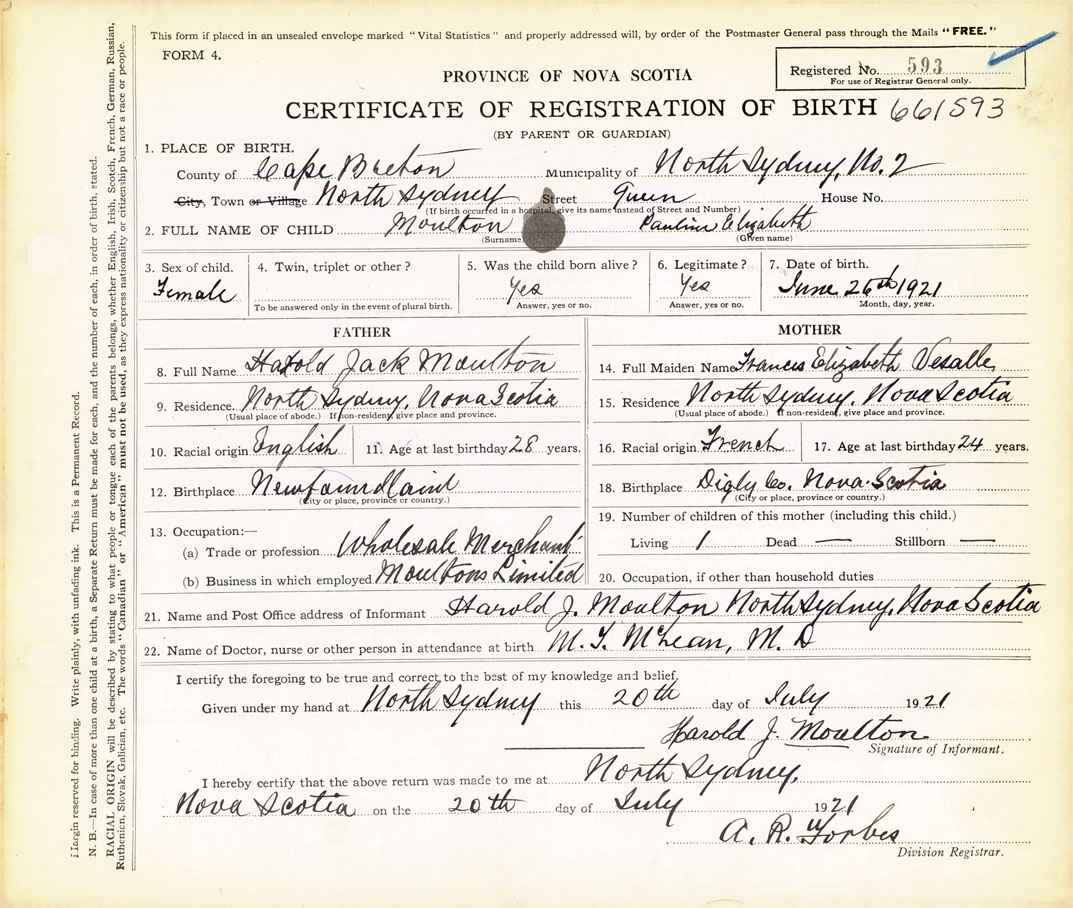 This form if placed in an unsealed envelope marked "Vital Statistics" and properly addressed will, by order of the Postmaster General pass through the Mails "FREE."
FORM 4.
Registered No. 593
For use of Registrar General only.
PROVINCE OF NOVA SCOTIA
CERTIFICATE OF REGISTRATION OF BIRTH 661593
(BY PARENT OR GUARDIAN)
1. PLACE OF BIRTH.
County of Cape Breton Municipality of North Sydney, No. 2
City, Town or Village North Sydney Street Queen House No.
(If birth occurred in a hospital, give its name instead of Street and Number)
2. FULL NAME OF CHILD Moulton Pauline Elizabeth
(Surname) (Given name)
3. Sex of child. 4. Twin, triplet or other? 5. Was the child born alive? 6. Legitimate? 7. Date of birth.
Female Yes Yes June 26th 1921
To be answered only in the event of plural birth. Answer, yes or no. Answer, yes or no. Month, day, year.
FATHER
8. Full Name Harold Jack Moulton
9. Residence. North Sydney, Nova Scotia
(Usual place of abode.) If non-resident, give place and province.
10. Racial origin English 11. Age at last birthday 28 years.
12. Birthplace Newfoundland
(City or place, province or country.)
13. Occupation:—
(a) Trade or profession Wholesale Merchant
(b) Business in which employed Moultons Limited
MOTHER
14. Full Maiden Name Frances Elizabeth Vesalle
15. Residence North Sydney, Nova Scotia
(Usual place of abode.) If non-resident, give place and province.
16. Racial origin French 17. Age at last birthday 24 years.
18. Birthplace Digby Co. Nova Scotia
(City or place, province or country.)
19. Number of children of this mother (including this child.)
Living 1 Dead — Stillborn —
20. Occupation, if other than household duties
21. Name and Post Office address of Informant Harold J. Moulton North Sydney, Nova Scotia
22. Name of Doctor, nurse or other person in attendance at birth M. T. McLean, M. D
I certify the foregoing to be true and correct to the best of my knowledge and belief.
Given under my hand at North Sydney this 20th day of July 1921
Harold J. Moulton
Signature of Informant.
I hereby certify that the above return was made to me at North Sydney,
Nova Scotia on the 20th day of July 1921
A. R. Forbes
Division Registrar.
Margin reserved for binding. Write plainly, with unfading ink. This is a Permanent Record.
N. B.—In case of more than one child at a birth, a Separate Return must be made for each, and the number of each, in order of birth, stated.
RACIAL ORIGIN will be described by stating to what people or tongue each of the parents belongs, whether English, Irish, Scotch, French, German, Russian,
Ruthenien, Slovak, Galician, etc. The words "Canadian" or "American" must not be used, as they express nationality or citizenship but not a race or people.